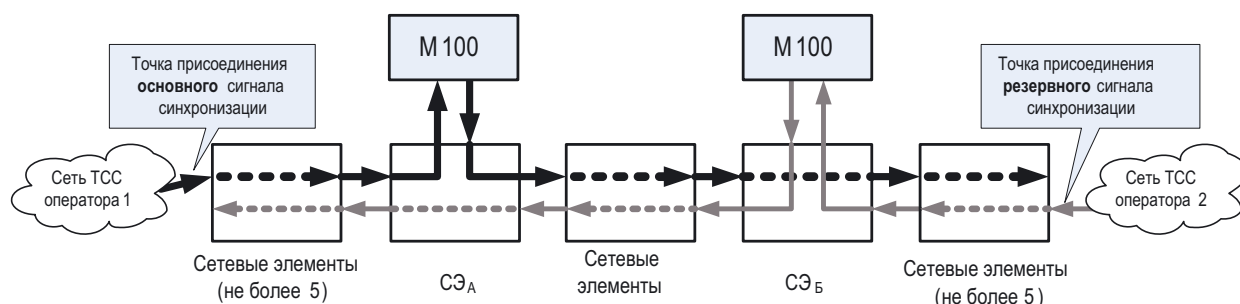 М 100
М 100
Точка присоединения
основного сигнала
синхронизации
Точка присоединения
резервного сигнала
синхронизации
Сеть ТСС
оператора 1
Сеть ТСС
оператора 2
Сетевые элементы
(не более 5)
СЭА
Сетевые
элементы
СЭБ
Сетевые элементы
(не более 5)